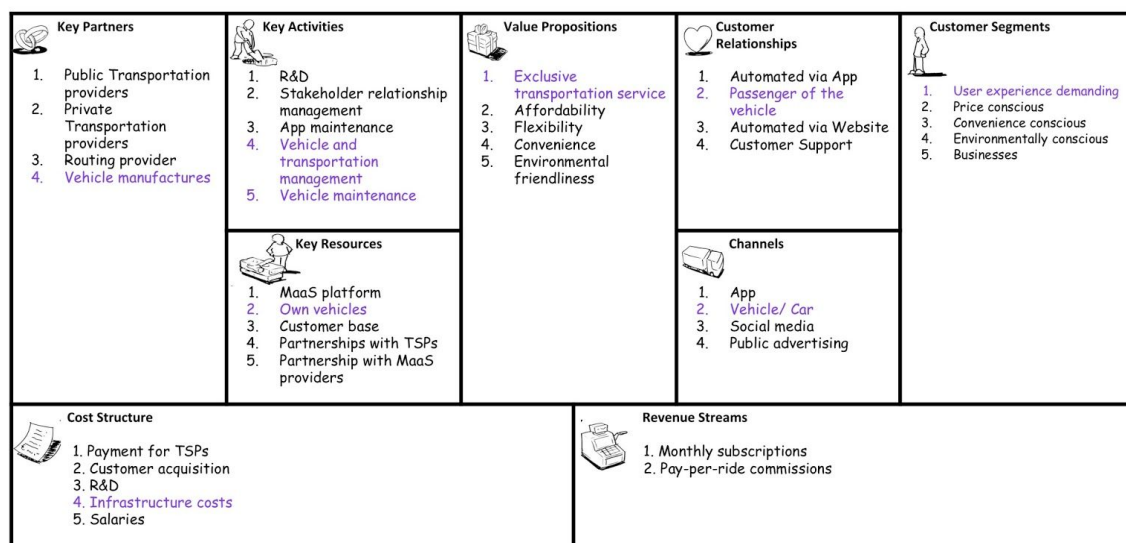 Key Partners
1. Public Transportation
providers
2. Private
Transportation
providers
3. Routing provider
4. Vehicle manufactures
Key Activities
1. R&D
2. Stakeholder relationship
management
3. App maintenance
4. Vehicle and
transportation
management
5. Vehicle maintenance
Key Resources
1. MaaS platform
2. Own vehicles
3. Customer base
4. Partnerships with TSPs
5. Partnership with MaaS
providers
Value Propositions
1. Exclusive
transportation service
2. Affordability
3. Flexibility
4. Convenience
5. Environmental
friendliness
Customer
Relationships
1. Automated via App
2. Passenger of the
vehicle
3. Automated via Website
4. Customer Support
Channels
1. App
2. Vehicle/ Car
3. Social media
4. Public advertising
Customer Segments
1. User experience demanding
2. Price conscious
3. Convenience conscious
4. Environmentally conscious
5. Businesses
Cost Structure
1. Payment for TSPs
2. Customer acquisition
3. R&D
4. Infrastructure costs
5. Salaries
Revenue Streams
1. Monthly subscriptions
2. Pay-per-ride commissions